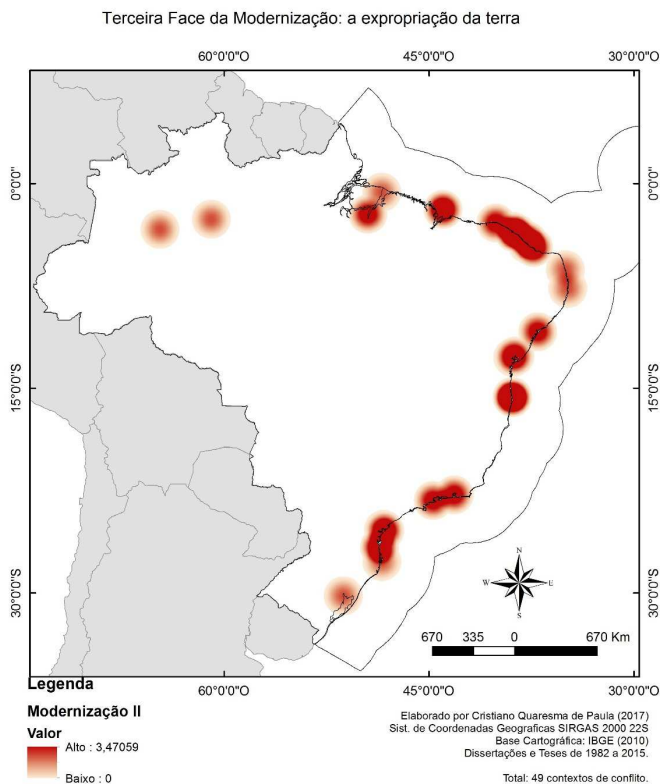 Terceira Face da Modernização: a expropriação da terra
60°0'0"O
45°0'0"O
30°0'0"O
0°0'0"
0°0'0"
15°0'0"S
15°0'0"S
30°0'0"S
30°0'0"S
N
W
E
S
670 335 0 670 Km
60°0'0"O
45°0'0"O
30°0'0"O
Legenda
Modernização II
Valor
Alto : 3,47059
Baixo : 0
Elaborado por Cristiano Quaresma de Paula (2017)
Sist. de Coordenadas Geograficas SIRGAS 2000 22S
Base Cartográfica: IBGE (2010)
Dissertações e Teses de 1982 a 2015.
Total: 49 contextos de conflito.